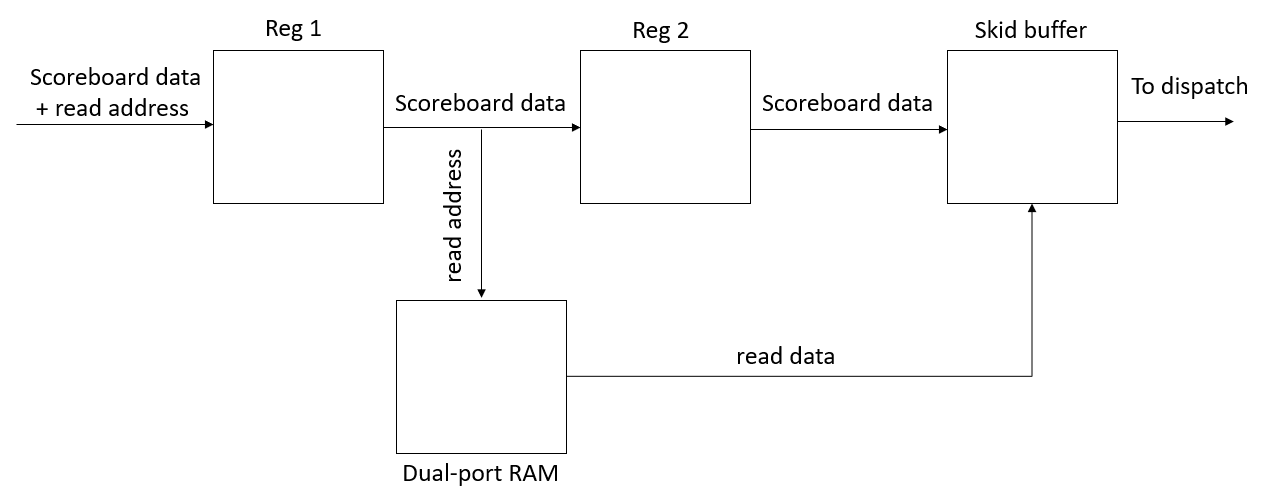 Reg 1
Reg 2
Skid buffer
Scoreboard data
+ read address
Scoreboard data
Scoreboard data
To dispatch
read address
read data
Dual-port RAM